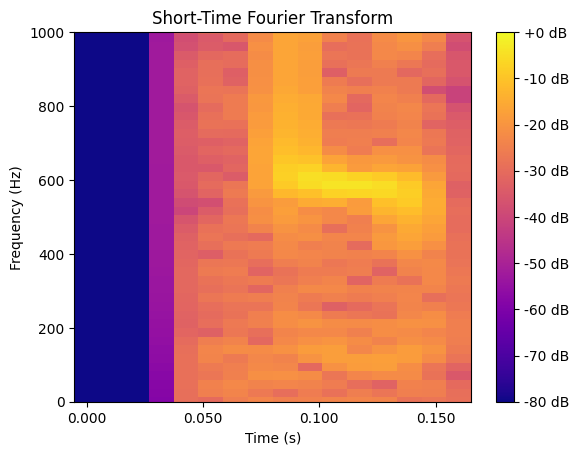 Short-Time Fourier Transform
1000
800
600
400
200
0
Frequency (Hz)
0.000
0.050
0.100
0.150
Time (s)
+0 dB
-10 dB
-20 dB
-30 dB
-40 dB
-50 dB
-60 dB
-70 dB
-80 dB